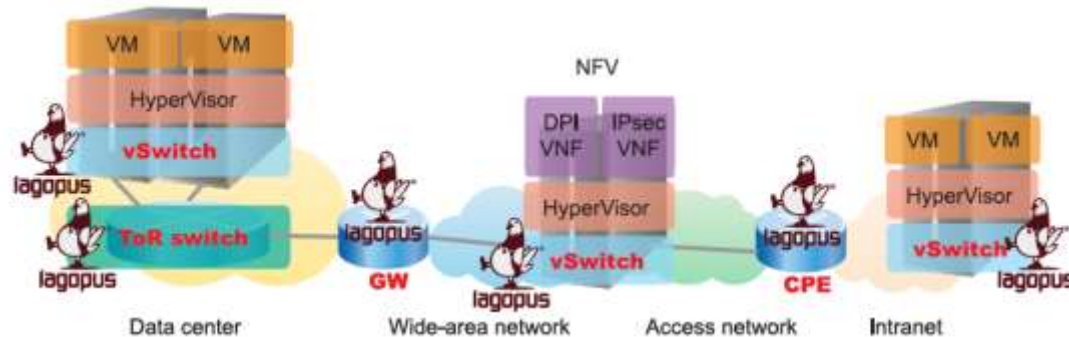 VM VM
HyperVisor
vSwitch
lagopus
ToR switch
lagopus
lagopus
GW
NFV
DPI IPsec
VNF VNF
HyperVisor
vSwitch
lagopus
lagopus
CPE
VM VM
HyperVisor
vSwitch
lagopus
Data center Wide-area network Access network Intranet